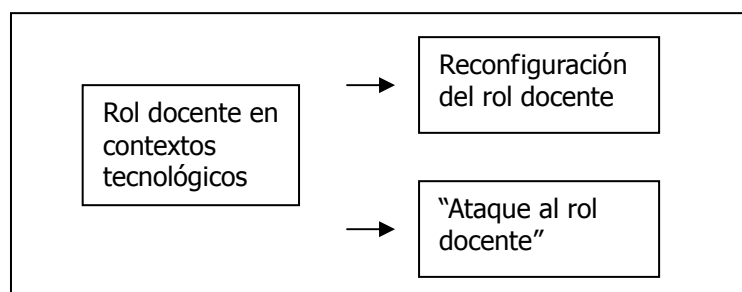 Rol docente en
contextos
tecnológicos
Reconfiguración
del rol docente
“Ataque al rol
docente”